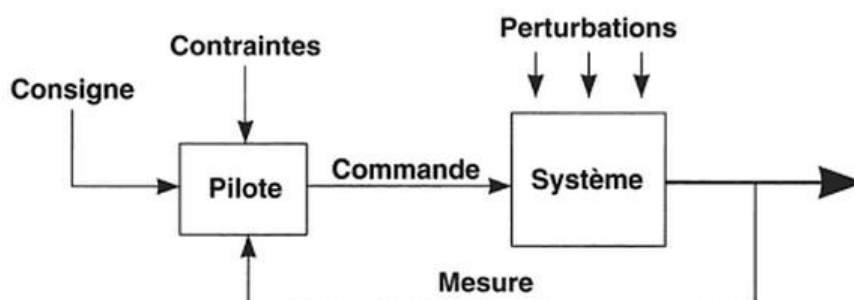 Perturbations
Contraintes
Consigne
Commande
Pilote
Système
Mesure